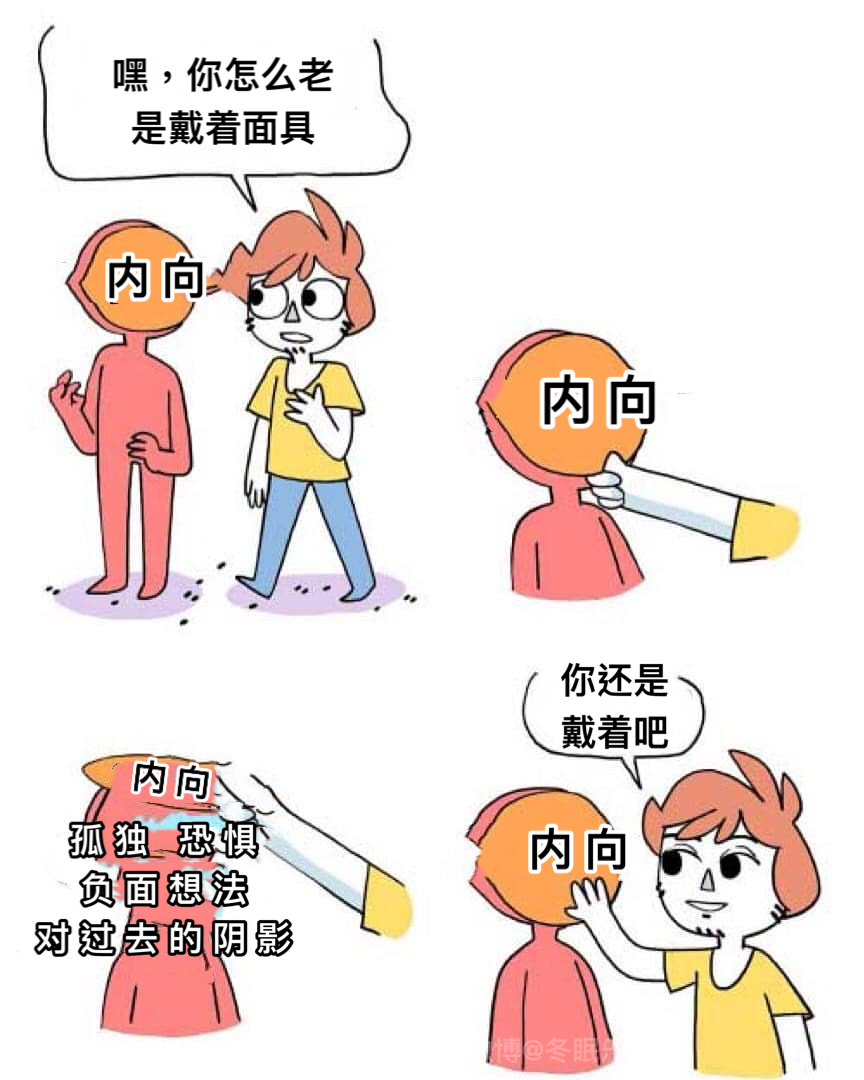 嘿，你怎么老
是戴着面具
内向
内向
内向
孤独 恐惧
负面想法
对过去的阴影
你还是
戴着吧
内向
博@冬眠